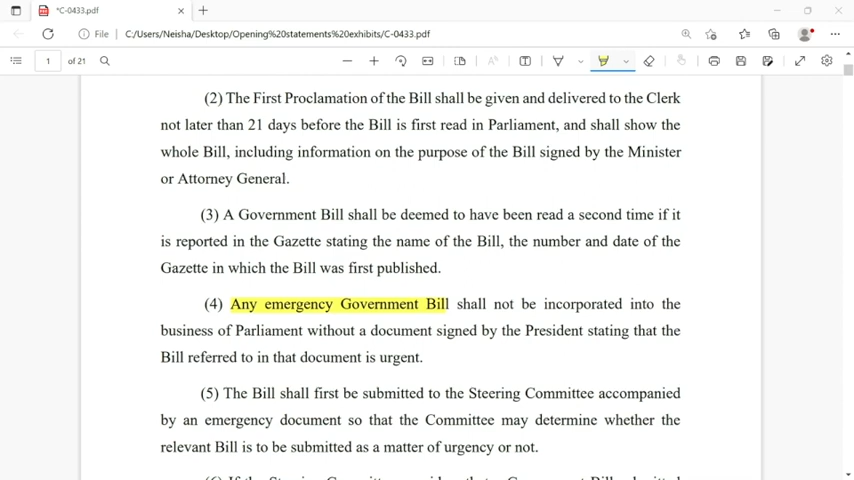 *C-0433.pdf
File C:/Users/Neisha/Desktop/Opening%20statements%20exhibits/C-0433.pdf
1 of 21
(2) The First Proclamation of the Bill shall be given and delivered to the Clerk
not later than 21 days before the Bill is first read in Parliament, and shall show the
whole Bill, including information on the purpose of the Bill signed by the Minister
or Attorney General.
(3) A Government Bill shall be deemed to have been read a second time if it
is reported in the Gazette stating the name of the Bill, the number and date of the
Gazette in which the Bill was first published.
(4) Any emergency Government Bill shall not be incorporated into the
business of Parliament without a document signed by the President stating that the
Bill referred to in that document is urgent.
(5) The Bill shall first be submitted to the Steering Committee accompanied
by an emergency document so that the Committee may determine whether the
relevant Bill is to be submitted as a matter of urgency or not.